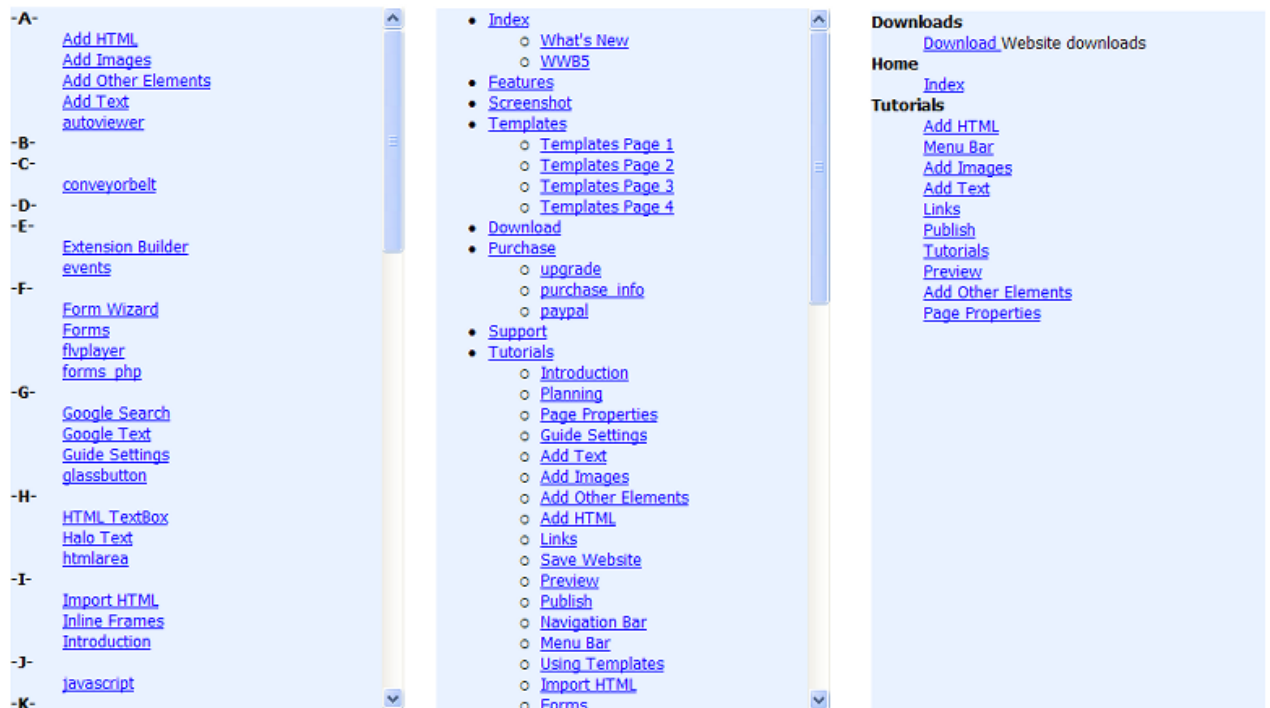 -A-
Add HTML
Add Images
Add Other Elements
Add Text
autoviewer
-B-
-C-
conveyorbelt
-D-
-E-
Extension Builder
events
-F-
Form Wizard
Forms
flvplayer
forms_php
-G-
Google Search
Google Text
Guide Settings
glassbutton
-H-
HTML TextBox
Halo Text
htmlarea
-I-
Import HTML
Inline Frames
Introduction
-J-
javascript
-K-
Index
What's New
WWB5
Features
Screenshot
Templates
Templates Page 1
Templates Page 2
Templates Page 3
Templates Page 4
Download
Purchase
upgrade
purchase_info
paypal
Support
Tutorials
Introduction
Planning
Page Properties
Guide Settings
Add Text
Add Images
Add Other Elements
Add HTML
Links
Save Website
Preview
Publish
Navigation Bar
Menu Bar
Using Templates
Import HTML
Forms
Downloads
Download Website downloads
Home
Index
Tutorials
Add HTML
Menu Bar
Add Images
Add Text
Links
Publish
Tutorials
Preview
Add Other Elements
Page Properties